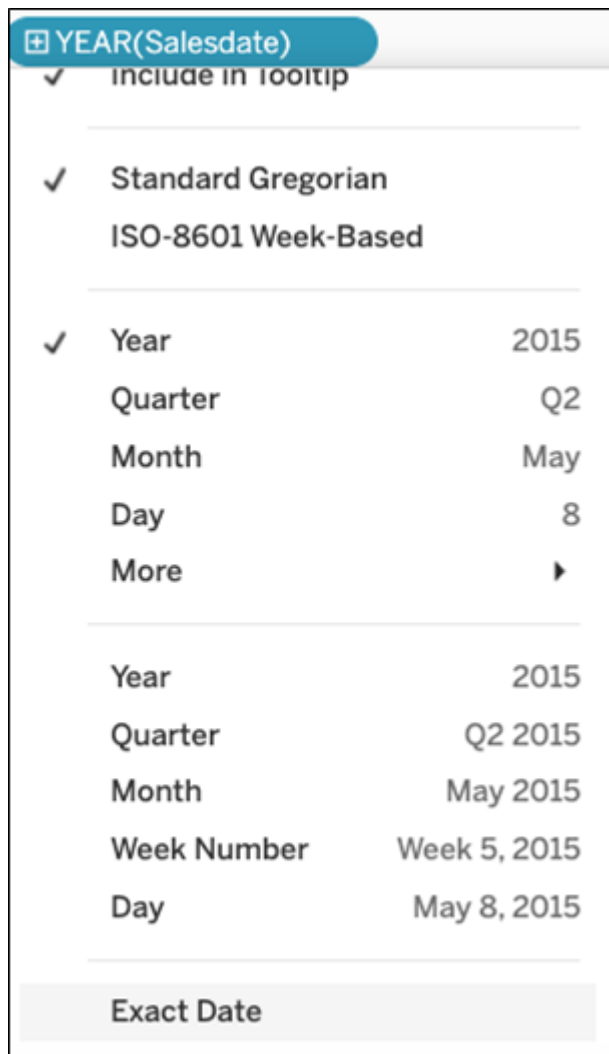 YEAR(Salesdate)
Include in Tooltip
Standard Gregorian
ISO-8601 Week-Based
Year 2015
Quarter Q2
Month May
Day 8
More
Year 2015
Quarter Q2 2015
Month May 2015
Week Number Week 5, 2015
Day May 8, 2015
Exact Date